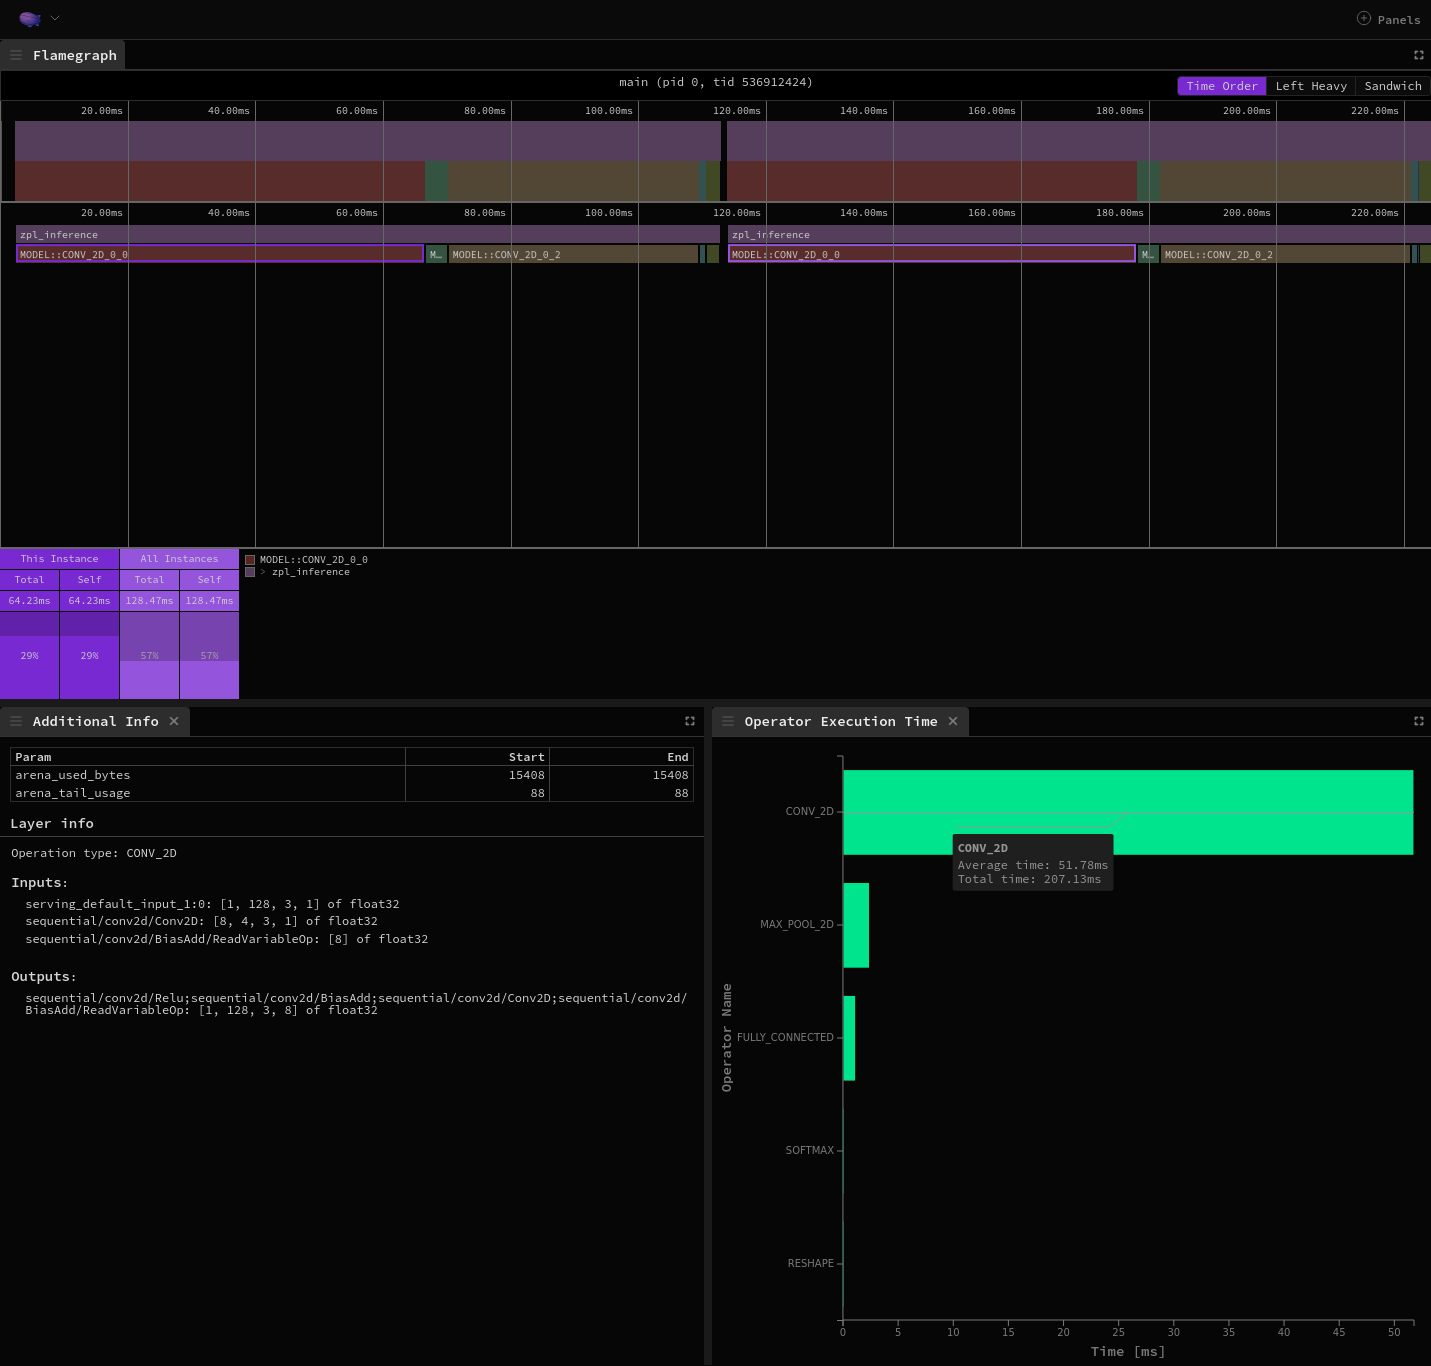 Panels
Flamegraph
main (pid 0, tid 536912424)
Time Order Left Heavy Sandwich
20.00ms 40.00ms 60.00ms 80.00ms 100.00ms 120.00ms 140.00ms 160.00ms 180.00ms 200.00ms 220.00ms
20.00ms 40.00ms 60.00ms 80.00ms 100.00ms 120.00ms 140.00ms 160.00ms 180.00ms 200.00ms 220.00ms
zpl_inference zpl_inference
MODEL::CONV_2D_0_0 M… MODEL::CONV_2D_0_2 MODEL::CONV_2D_0_0 M… MODEL::CONV_2D_0_2
This Instance All Instances
Total Self Total Self
64.23ms 64.23ms 128.47ms 128.47ms
29% 29% 57% 57%
MODEL::CONV_2D_0_0
> zpl_inference
Additional Info
Param Start End
arena_used_bytes 15408 15408
arena_tail_usage 88 88
Layer info
Operation type: CONV_2D
Inputs:
serving_default_input_1:0: [1, 128, 3, 1] of float32
sequential/conv2d/Conv2D: [8, 4, 3, 1] of float32
sequential/conv2d/BiasAdd/ReadVariableOp: [8] of float32
Outputs:
sequential/conv2d/Relu;sequential/conv2d/BiasAdd;sequential/conv2d/Conv2D;sequential/conv2d/
BiasAdd/ReadVariableOp: [1, 128, 3, 8] of float32
Operator Execution Time
CONV_2D
CONV_2D
Average time: 51.78ms
Total time: 207.13ms
MAX_POOL_2D
FULLY_CONNECTED
SOFTMAX
RESHAPE
Operator Name
0 5 10 15 20 25 30 35 40 45 50
Time [ms]